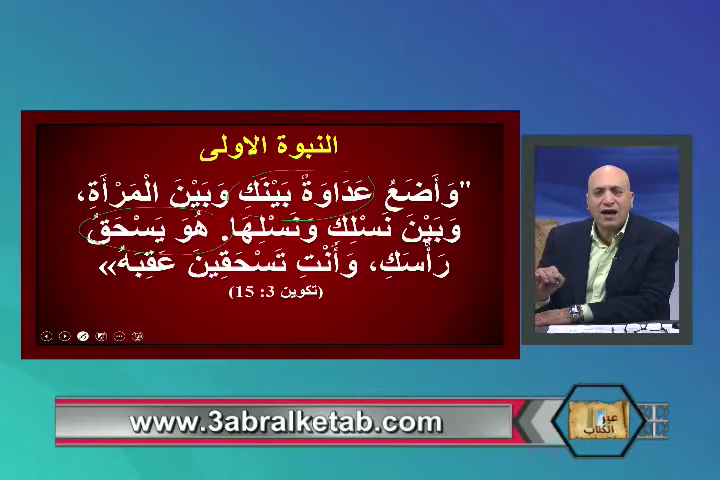 النبوة الاولى
"وَأَضَعُ عَدَاوَةً بَيْنَكِ وَبَيْنَ الْمَرْأَةِ،
وَبَيْنَ نَسْلِكِ وَنَسْلِهَا. هُوَ يَسْحَقُ
رَأْسَكِ، وَأَنْتِ تَسْحَقِينَ عَقِبَهُ»
(تكوين 3: 15)
www.3abralketab.com
عبر
الكتاب